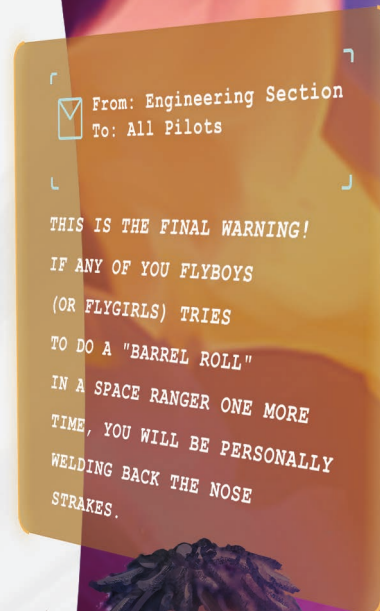 From: Engineering Section
To: All Pilots
THIS IS THE FINAL WARNING!
IF ANY OF YOU FLYBOYS
(OR FLYGIRLS) TRIES
TO DO A "BARREL ROLL"
IN A SPACE RANGER ONE MORE
TIME, YOU WILL BE PERSONALLY
WELDING BACK THE NOSE
STRAKES.